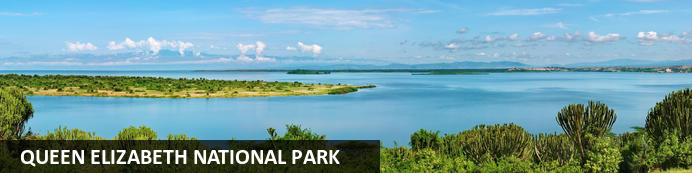 QUEEN ELIZABETH NATIONAL PARK